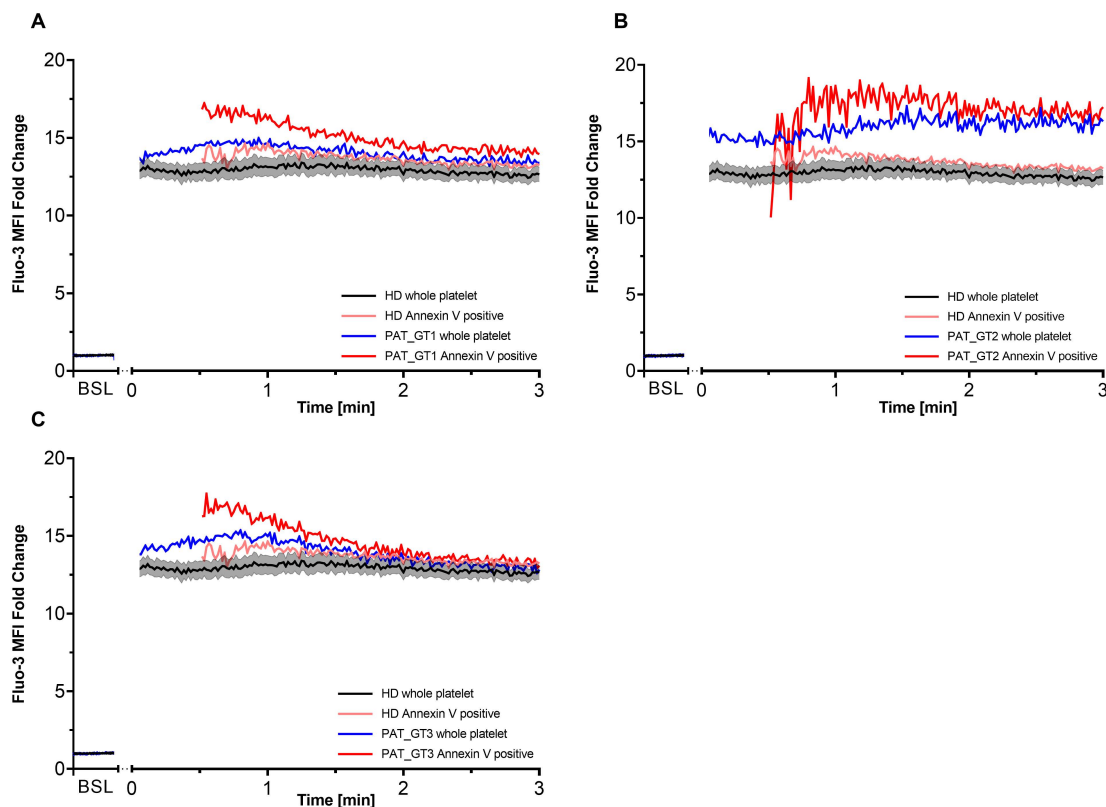 A
Fluo-3 MFI Fold Change
20
15
10
5
0
HD whole platelet
HD Annexin V positive
PAT_GT1 whole platelet
PAT_GT1 Annexin V positive
BSL
0
1
2
3
Time [min]
B
Fluo-3 MFI Fold Change
20
15
10
5
0
HD whole platelet
HD Annexin V positive
PAT_GT2 whole platelet
PAT_GT2 Annexin V positive
BSL
0
1
2
3
Time [min]
C
Fluo-3 MFI Fold Change
20
15
10
5
0
HD whole platelet
HD Annexin V positive
PAT_GT3 whole platelet
PAT_GT3 Annexin V positive
BSL
0
1
2
3
Time [min]